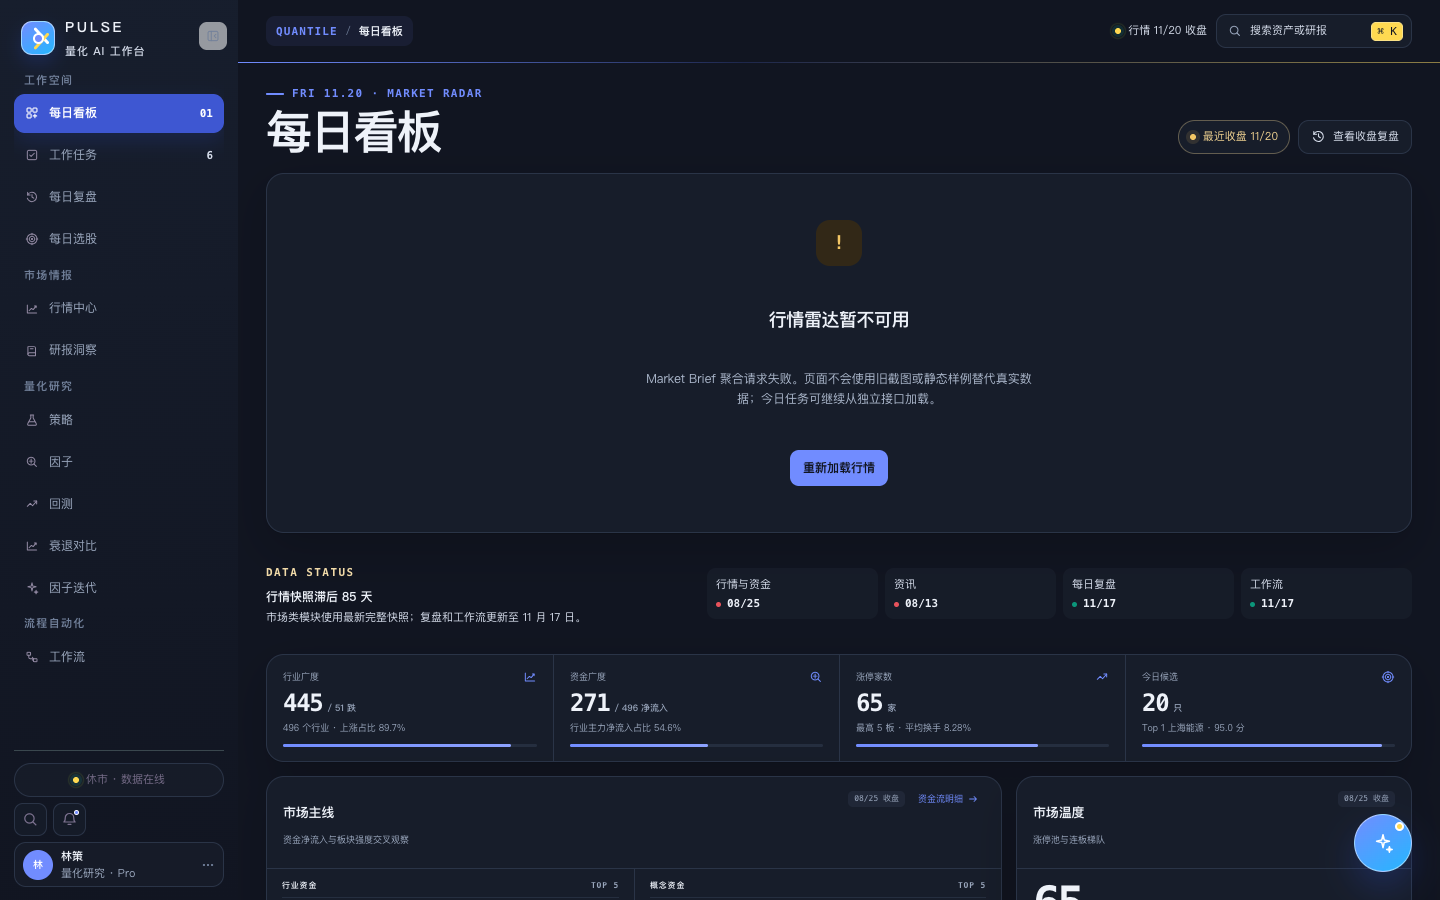 PULSE
量化 AI 工作台
工作空间
每日看板 01
工作任务 6
每日复盘
每日选股
市场情报
行情中心
研报洞察
量化研究
策略
因子
回测
衰退对比
因子迭代
流程自动化
工作流
休市 · 数据在线
林
林策
量化研究 · Pro
QUANTILE / 每日看板
行情 11/20 收盘
搜索资产或研报 ⌘ K
FRI 11.20 · MARKET RADAR
每日看板
最近收盘 11/20
查看收盘复盘
!
行情雷达暂不可用
Market Brief 聚合请求失败。页面不会使用旧截图或静态样例替代真实数
据；今日任务可继续从独立接口加载。
重新加载行情
DATA STATUS
行情快照滞后 85 天
市场类模块使用最新完整快照；复盘和工作流更新至 11 月 17 日。
行情与资金
08/25
资讯
08/13
每日复盘
11/17
工作流
11/17
行业广度
445 / 51 跌
496 个行业 · 上涨占比 89.7%
资金广度
271 / 496 净流入
行业主力净流入占比 54.6%
涨停家数
65 家
最高 5 板 · 平均换手 8.28%
今日候选
20 只
Top 1 上海能源 · 95.0 分
市场主线
08/25 收盘 资金流明细 →
资金净流入与板块强度交叉观察
行业资金 TOP 5
概念资金 TOP 5
市场温度
08/25 收盘
涨停池与连板梯队
65